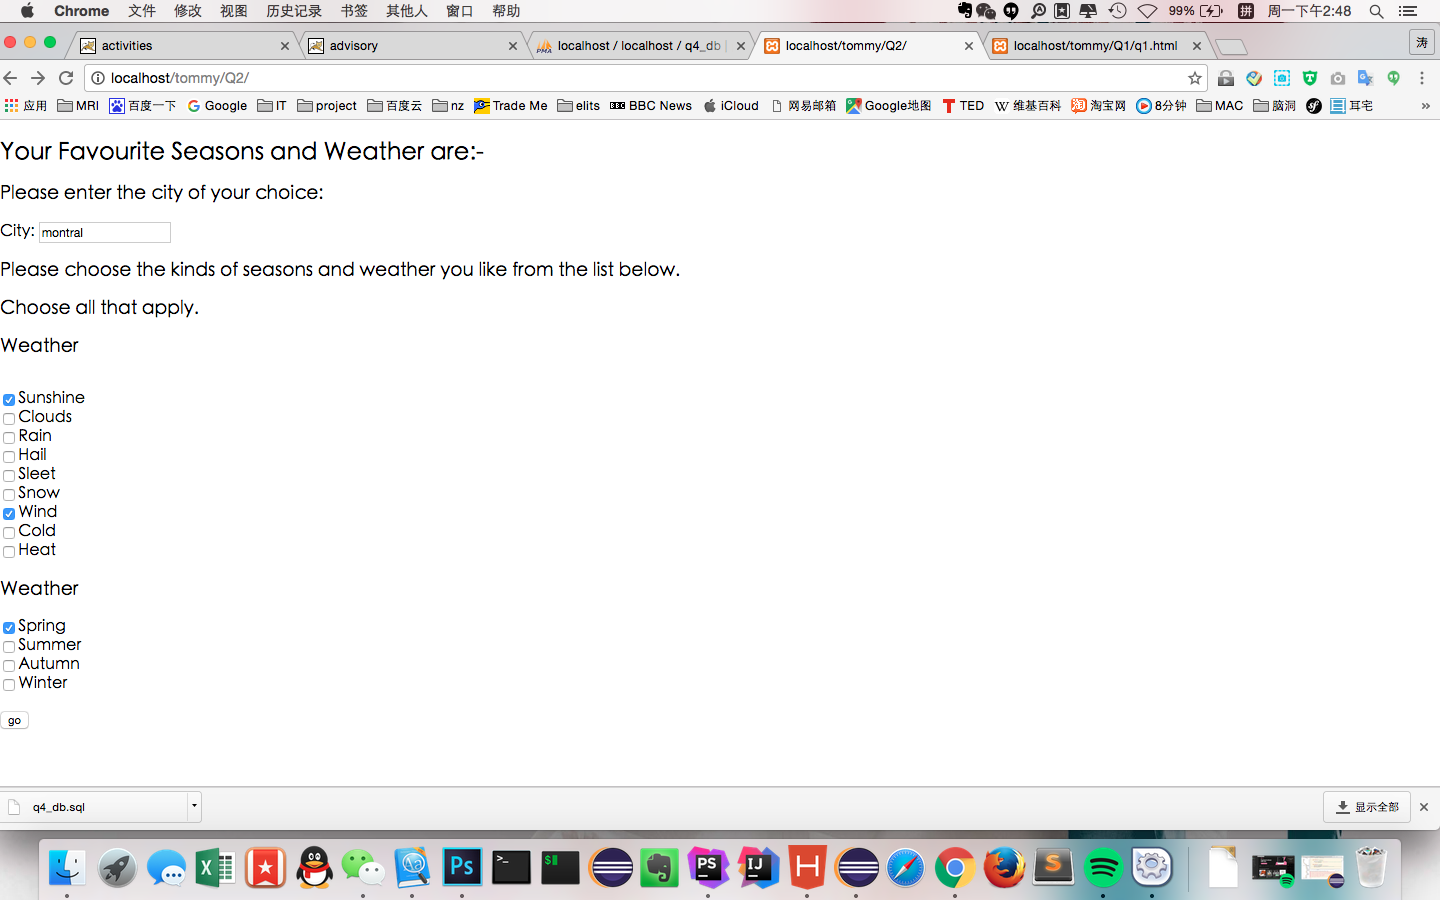 Chrome 文件 修改 视图 历史记录 书签 其他人 窗口 帮助 99% 拼 周一下午2:48
activities advisory localhost / localhost / q4_db localhost/tommy/Q2/ localhost/tommy/Q1/q1.html 涛
localhost/tommy/Q2/
应用 MRI 百度一下 Google IT project 百度云 nz Trade Me elits BBC News iCloud 网易邮箱 Google地图 TED 维基百科 淘宝网 8分钟 MAC 脑洞 耳宅 »
Your Favourite Seasons and Weather are:-
Please enter the city of your choice:
City: montral
Please choose the kinds of seasons and weather you like from the list below.
Choose all that apply.
Weather
Sunshine
Clouds
Rain
Hail
Sleet
Snow
Wind
Cold
Heat
Weather
Spring
Summer
Autumn
Winter
go
q4_db.sql 显示全部